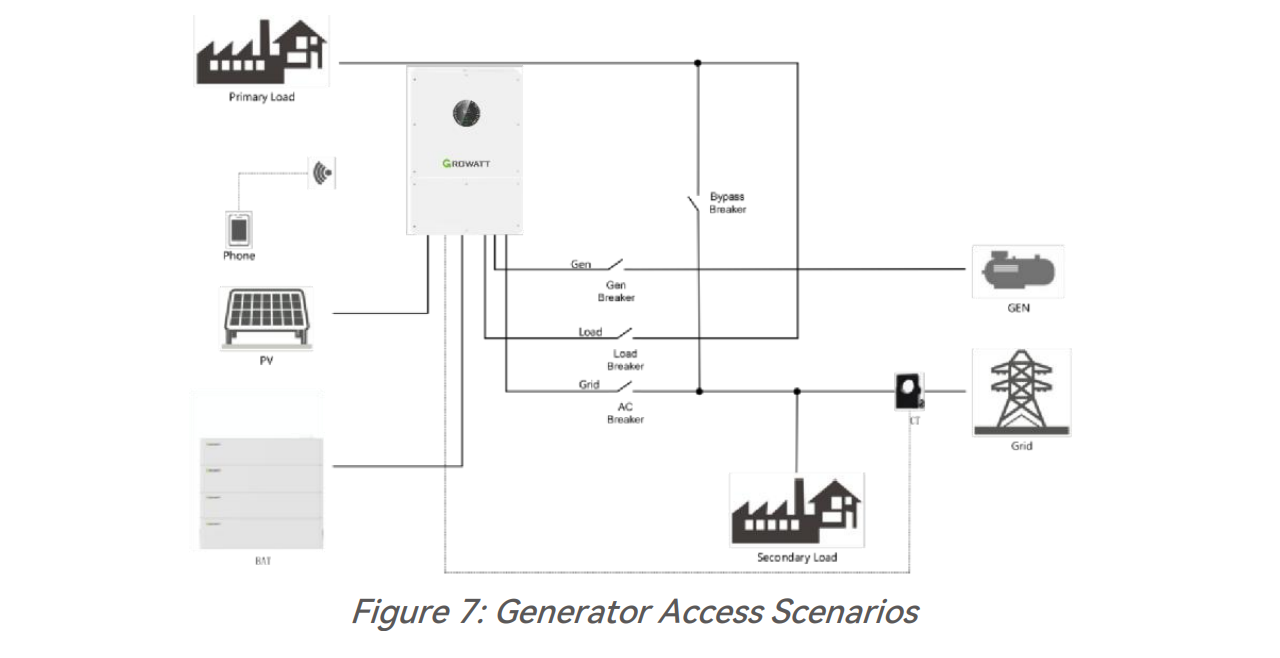 Primary Load
GROWATT
Bypass
Breaker
Phone
Gen
Gen
Breaker
GEN
PV
Load
Load
Breaker
Grid
AC
Breaker
CT
Grid
Secondary Load
BAT
Figure 7: Generator Access Scenarios